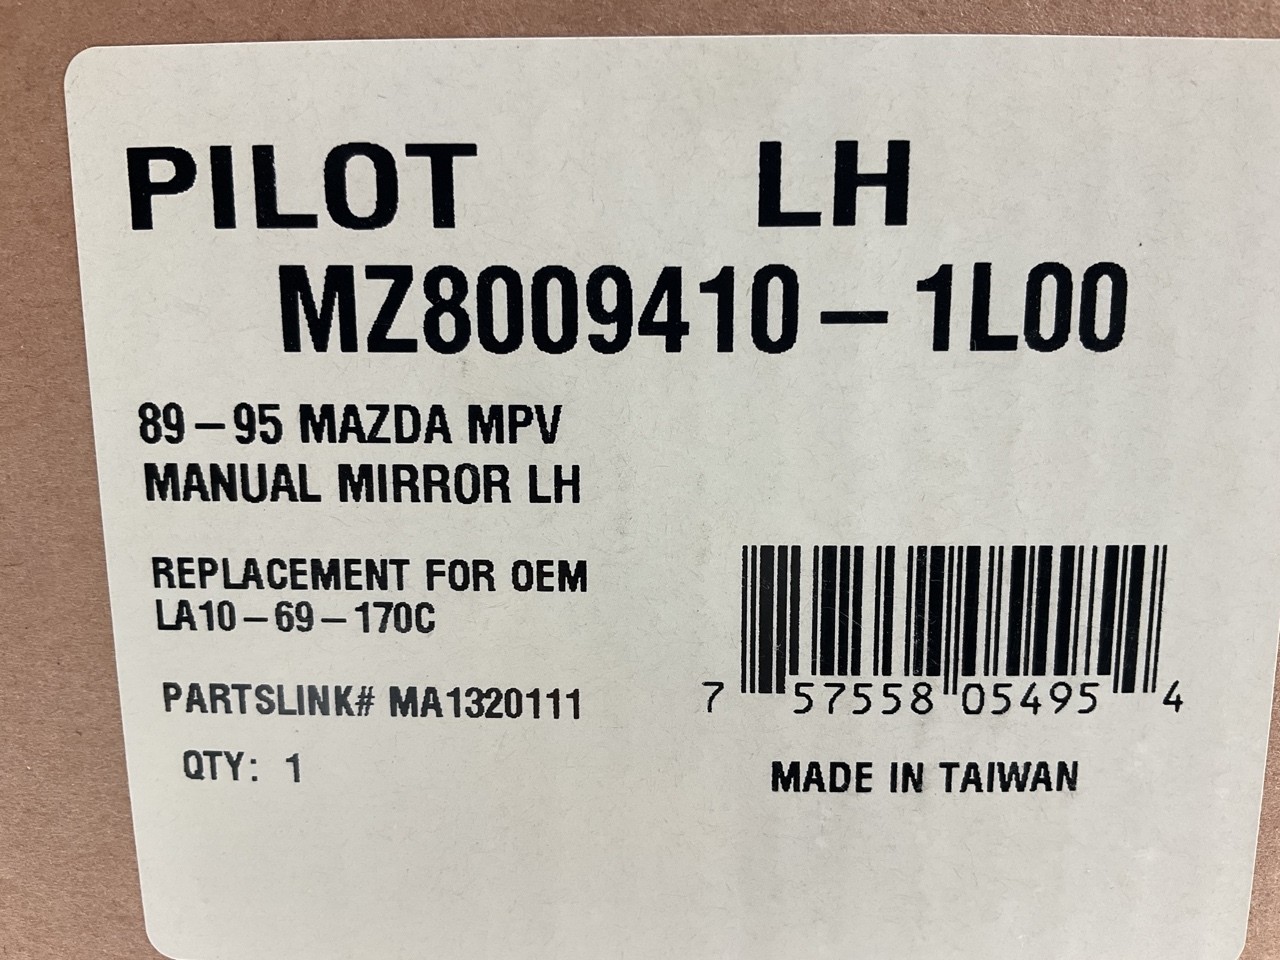 PILOT LH
MZ8009410-1L00
89-95 MAZDA MPV
MANUAL MIRROR LH
REPLACEMENT FOR OEM
LA10-69-170C
PARTSLINK# MA1320111
QTY: 1
7 57558 05495 4
MADE IN TAIWAN